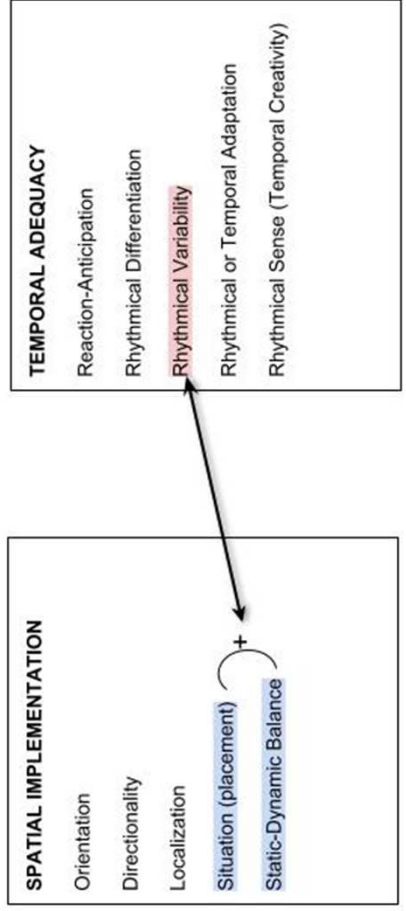 SPATIAL IMPLEMENTATION
Orientation
Directionality
Localization
Situation (placement)
+
Static-Dynamic Balance
TEMPORAL ADEQUACY
Reaction-Anticipation
Rhythmical Differentiation
Rhythmical Variability
Rhythmical or Temporal Adaptation
Rhythmical Sense (Temporal Creativity)